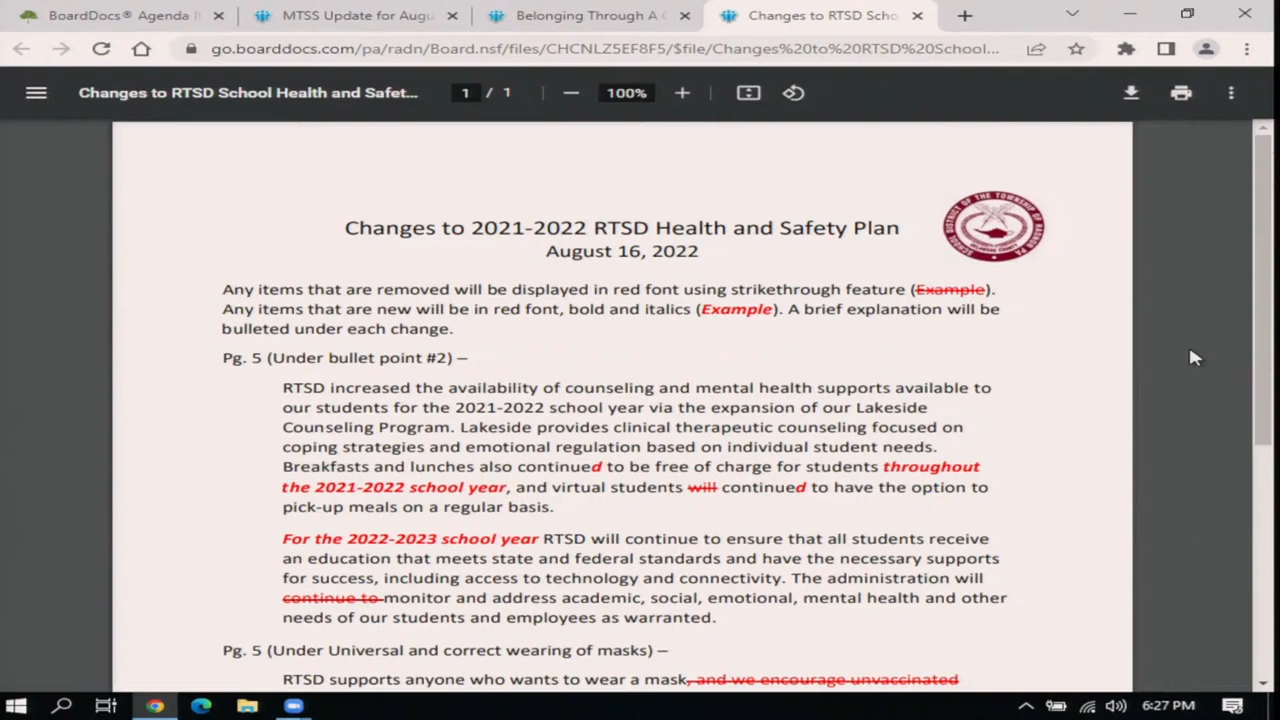 BoardDocs® Agenda I
MTSS Update for Augu
Belonging Through A
Changes to RTSD Scho
go.boarddocs.com/pa/radn/Board.nsf/files/CHCNLZ5EF8F5/$file/Changes%20to%20RTSD%20School...
Changes to RTSD School Health and Safet...
1 / 1
100%
Changes to 2021-2022 RTSD Health and Safety Plan
August 16, 2022
SCHOOL DISTRICT OF THE TOWNSHIP OF RADNOR PA
Any items that are removed will be displayed in red font using strikethrough feature (Example).
Any items that are new will be in red font, bold and italics (Example). A brief explanation will be
bulleted under each change.
Pg. 5 (Under bullet point #2) –
RTSD increased the availability of counseling and mental health supports available to
our students for the 2021-2022 school year via the expansion of our Lakeside
Counseling Program. Lakeside provides clinical therapeutic counseling focused on
coping strategies and emotional regulation based on individual student needs.
Breakfasts and lunches also continued to be free of charge for students throughout
the 2021-2022 school year, and virtual students will continued to have the option to
pick-up meals on a regular basis.
For the 2022-2023 school year RTSD will continue to ensure that all students receive
an education that meets state and federal standards and have the necessary supports
for success, including access to technology and connectivity. The administration will
continue to monitor and address academic, social, emotional, mental health and other
needs of our students and employees as warranted.
Pg. 5 (Under Universal and correct wearing of masks) –
RTSD supports anyone who wants to wear a mask, and we encourage unvaccinated
6:27 PM